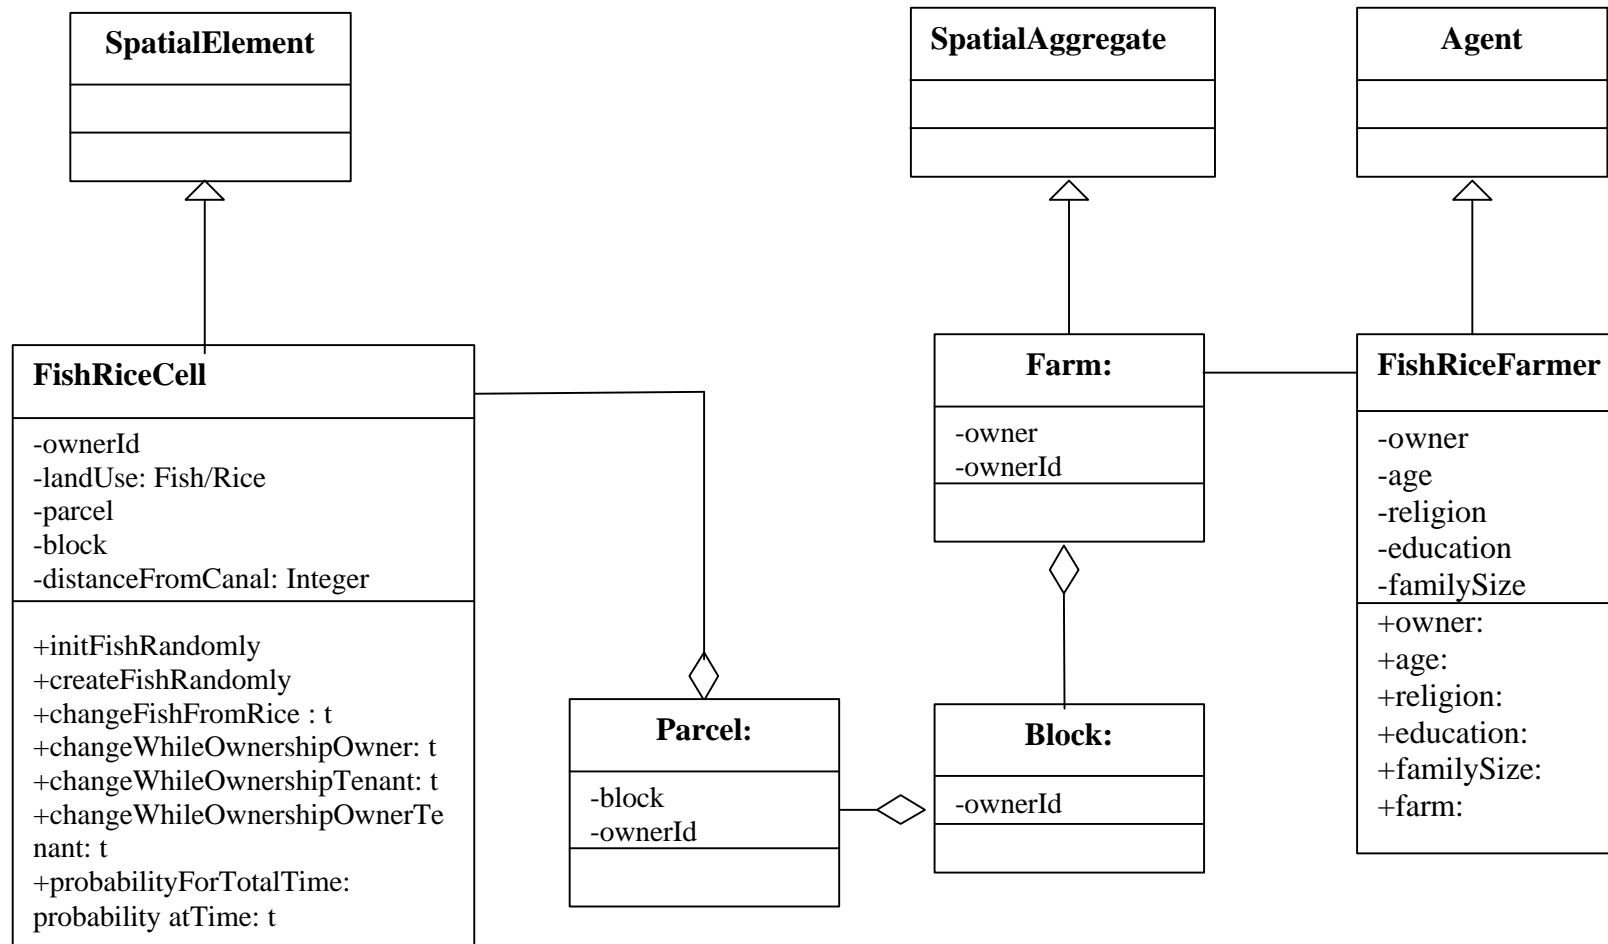 SpatialElement
SpatialAggregate
Agent
FishRiceCell
-ownerId
-landUse: Fish/Rice
-parcel
-block
-distanceFromCanal: Integer
+initFishRandomly
+createFishRandomly
+changeFishFromRice : t
+changeWhileOwnershipOwner: t
+changeWhileOwnershipTenant: t
+changeWhileOwnershipOwnerTe
nant: t
+probabilityForTotalTime:
probability atTime: t
Parcel:
-block
-ownerId
Farm:
-owner
-ownerId
Block:
-ownerId
FishRiceFarmer
-owner
-age
-religion
-education
-familySize
+owner:
+age:
+religion:
+education:
+familySize:
+farm: